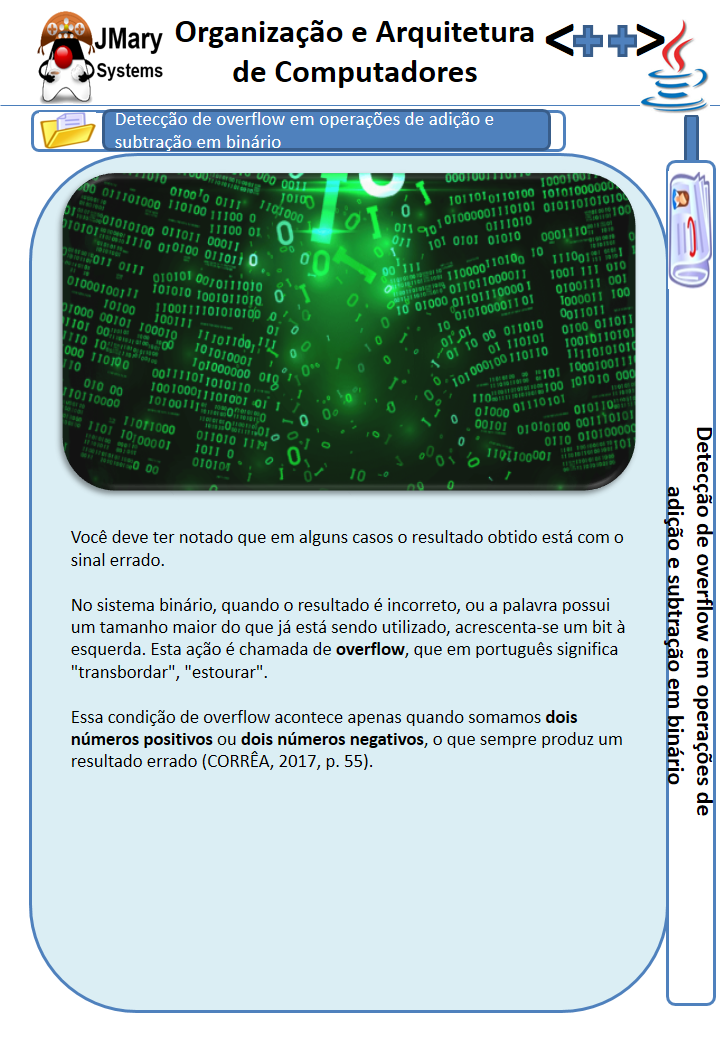 JMary
Systems
Organização e Arquitetura
de Computadores
<++>
Detecção de overflow em operações de adição e
subtração em binário
Você deve ter notado que em alguns casos o resultado obtido está com o
sinal errado.
No sistema binário, quando o resultado é incorreto, ou a palavra possui
um tamanho maior do que já está sendo utilizado, acrescenta-se um bit à
esquerda. Esta ação é chamada de overflow, que em português significa
"transbordar", "estourar".
Essa condição de overflow acontece apenas quando somamos dois
números positivos ou dois números negativos, o que sempre produz um
resultado errado (CORRÊA, 2017, p. 55).
Detecção de overflow em operações de
adição e subtração em binário